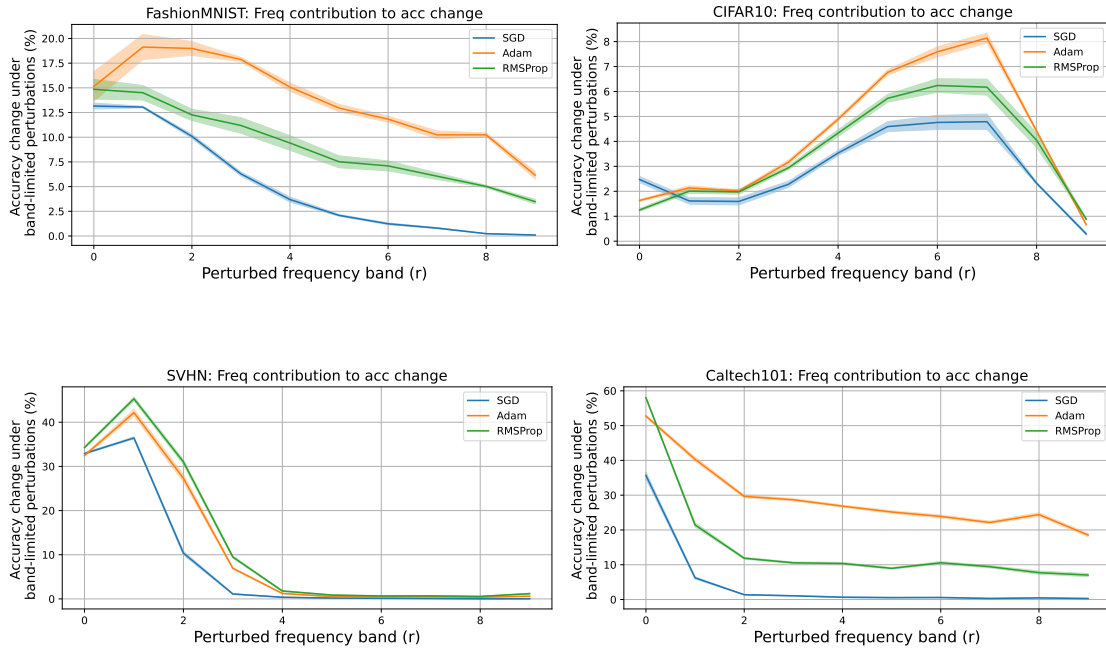 FashionMNIST: Freq contribution to acc change
Accuracy change under
band-limited perturbations (%)
20.0
17.5
15.0
12.5
10.0
7.5
5.0
2.5
0.0
SGD
Adam
RMSProp
0
2
4
6
8
Perturbed frequency band (r)
CIFAR10: Freq contribution to acc change
Accuracy change under
band-limited perturbations (%)
8
7
6
5
4
3
2
1
0
SGD
Adam
RMSProp
0
2
4
6
8
Perturbed frequency band (r)
SVHN: Freq contribution to acc change
Accuracy change under
band-limited perturbations (%)
40
30
20
10
0
SGD
Adam
RMSProp
0
2
4
6
8
Perturbed frequency band (r)
Caltech101: Freq contribution to acc change
Accuracy change under
band-limited perturbations (%)
60
50
40
30
20
10
0
SGD
Adam
RMSProp
0
2
4
6
8
Perturbed frequency band (r)